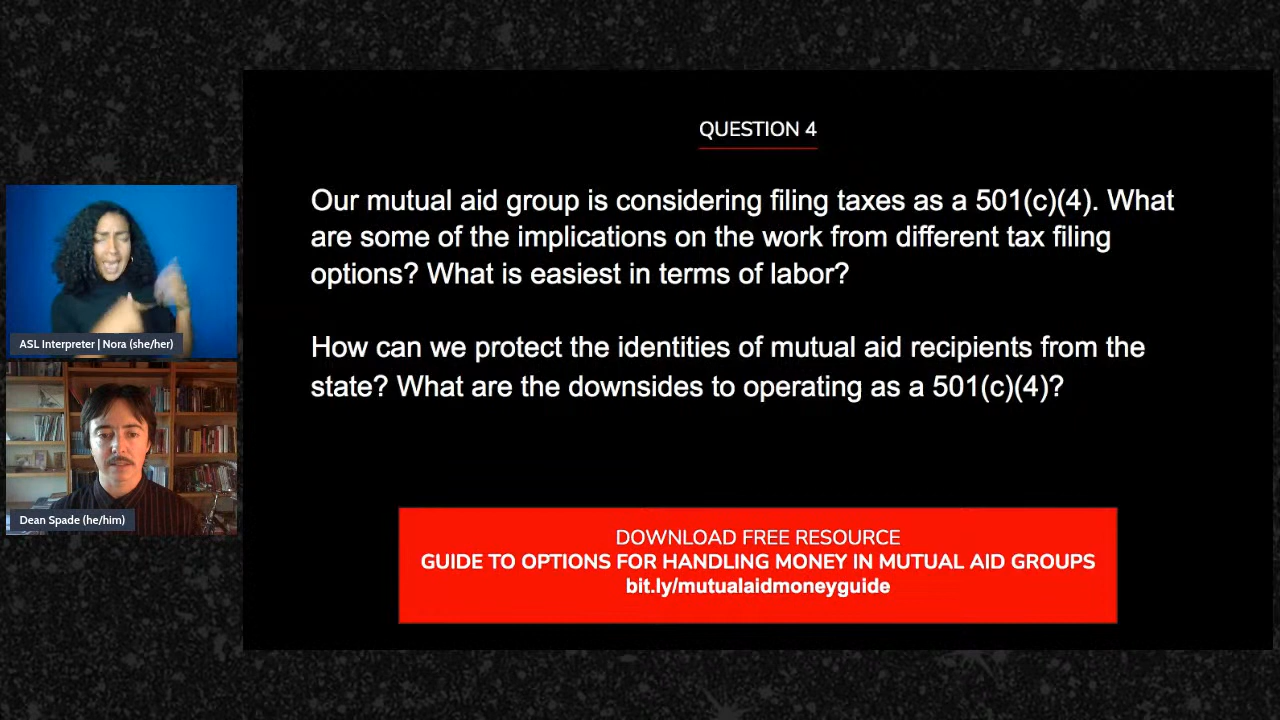 QUESTION 4
Our mutual aid group is considering filing taxes as a 501(c)(4). What
are some of the implications on the work from different tax filing
options? What is easiest in terms of labor?
How can we protect the identities of mutual aid recipients from the
state? What are the downsides to operating as a 501(c)(4)?
DOWNLOAD FREE RESOURCE
GUIDE TO OPTIONS FOR HANDLING MONEY IN MUTUAL AID GROUPS
bit.ly/mutualaidmoneyguide
ASL Interpreter | Nora (she/her)
Dean Spade (he/him)